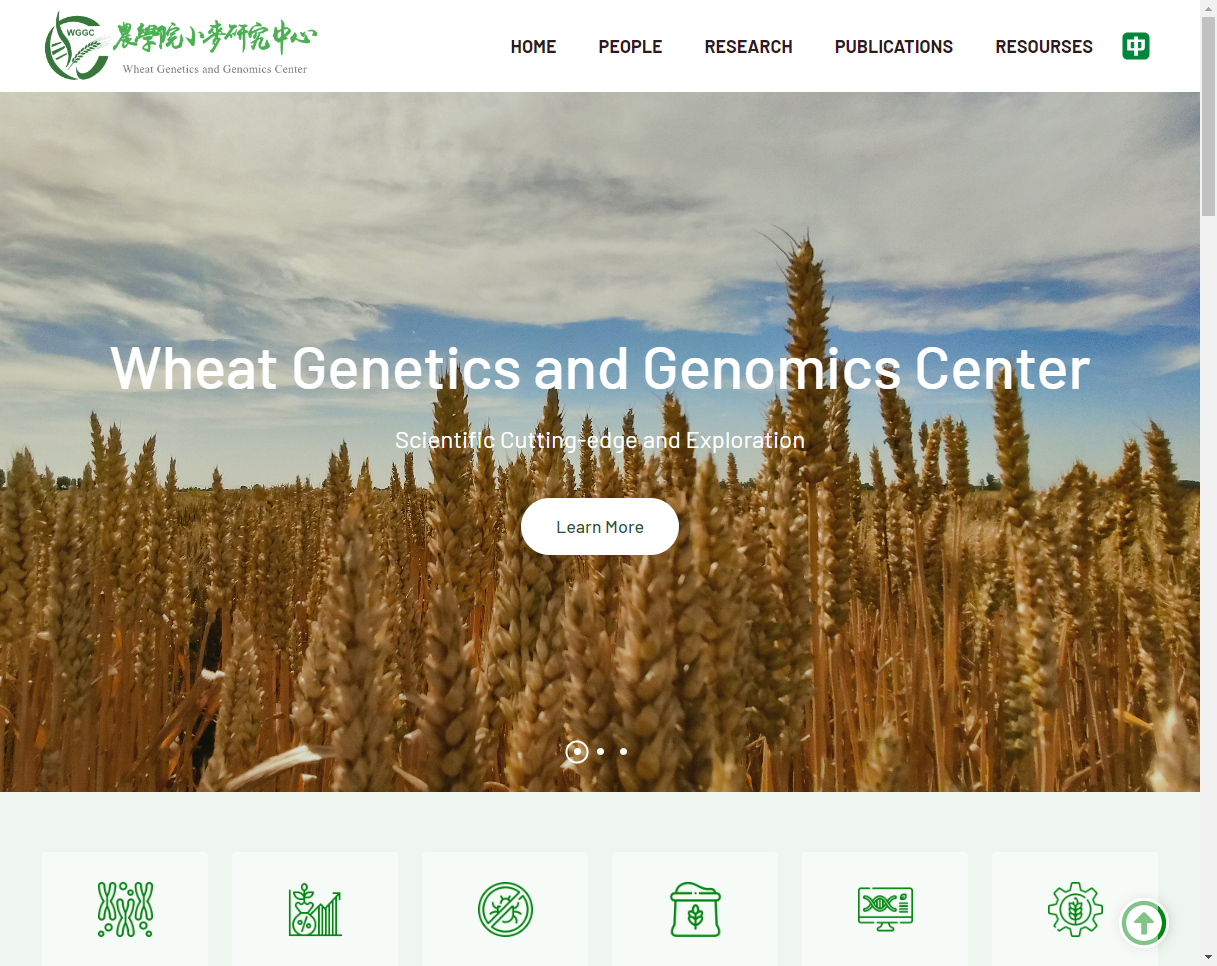 WGGC
農學院小麥研究中心
Wheat Genetics and Genomics Center
HOME
PEOPLE
RESEARCH
PUBLICATIONS
RESOURSES
中
Wheat Genetics and Genomics Center
Scientific Cutting-edge and Exploration
Learn More